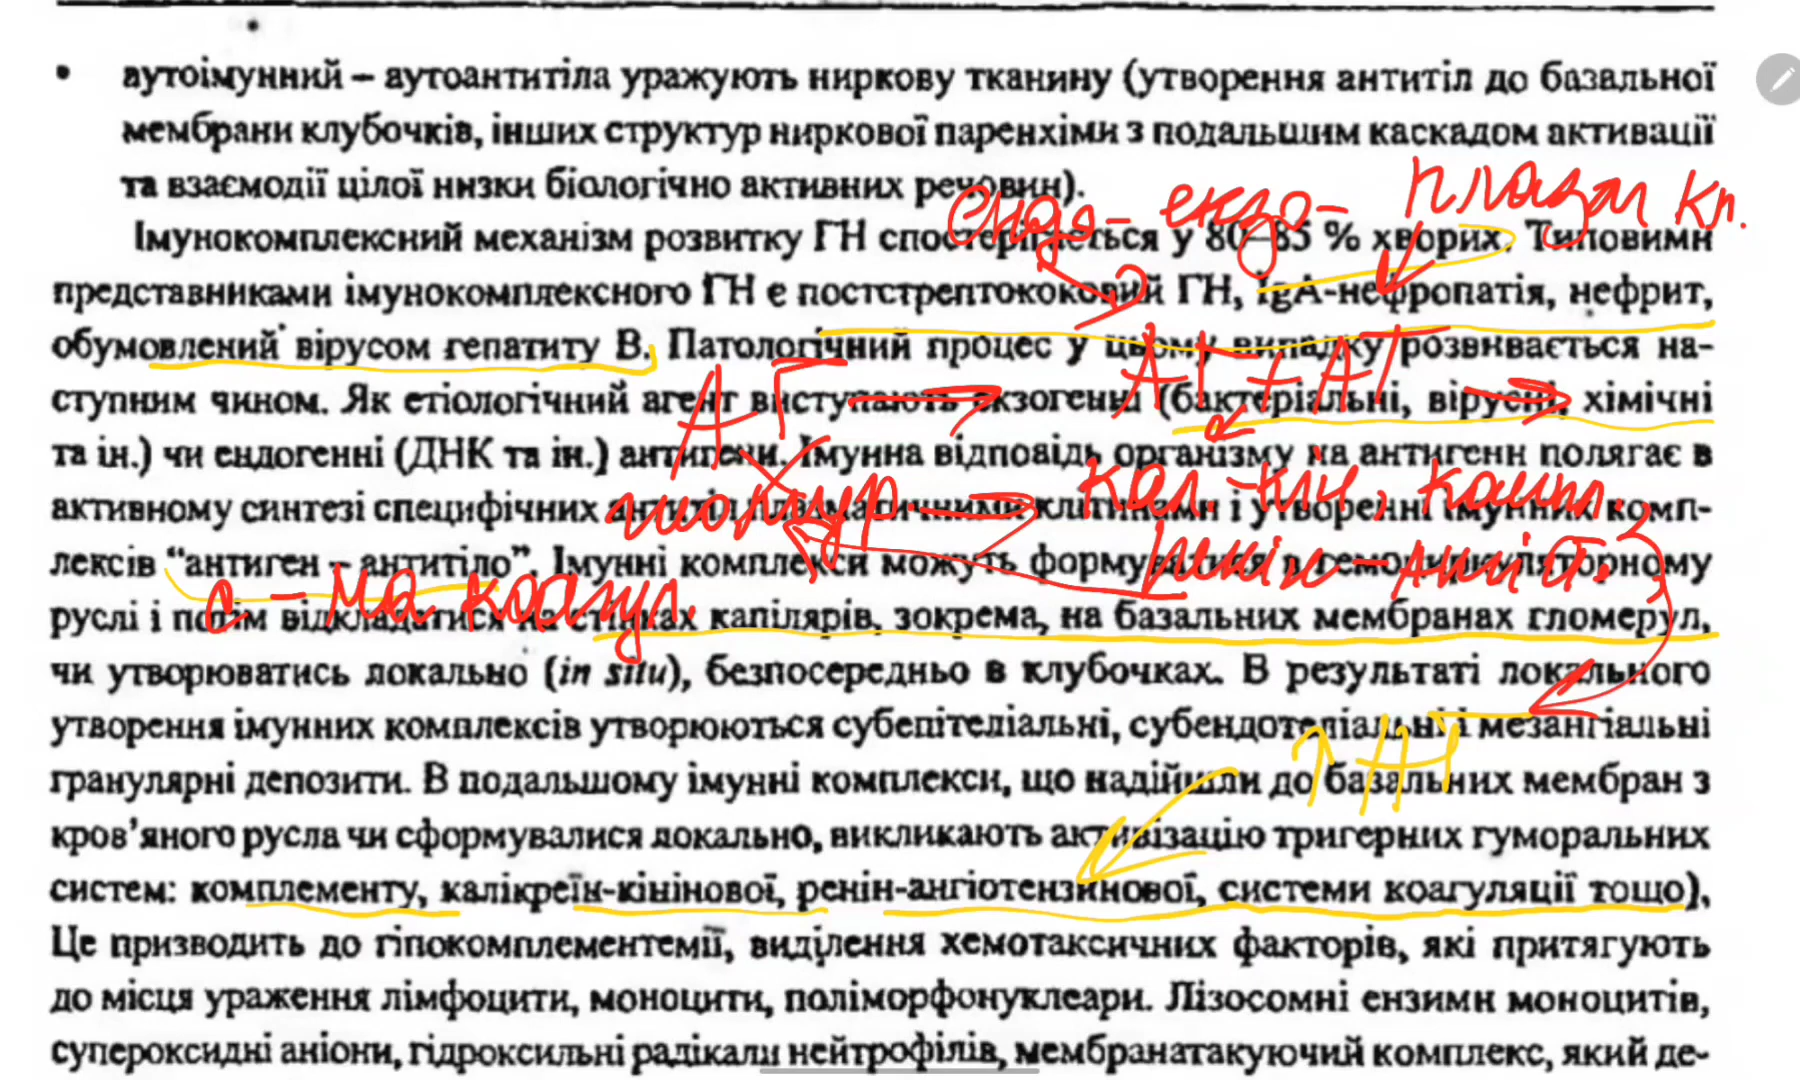 • аутоімунний – аутоантитіла уражують ниркову тканину (утворення антитіл до базальної
мембрани клубочків, інших структур ниркової паренхіми з подальшим каскадом активації
та взаємодії цілої низки біологічно активних речовин).
ендо- екзо- плазм кл.
Імунокомплексний механізм розвитку ГН спостерігається у 80–85 % хворих. Типовими
представниками імунокомплексного ГН є постстрептококовий ГН, IgA-нефропатія, нефрит,
обумовлений вірусом гепатиту В. Патологічний процес у цьому випадку розвивається на-
АГ → АГ + АТ →
ступним чином. Як етіологічний агент виступають екзогенні (бактеріальні, вірусні, хімічні
та ін.) чи ендогенні (ДНК та ін.) антигени. Імунна відповідь організму на антигени полягає в
→ кал.-кін,
активному синтезі специфічних антитіл плазматичними клітинами і утворенні імунних комп-
лексів “антиген – антитіло”. Імунні комплекси можуть формуватися в гемоциркуляторному
с-ма коагул.
руслі і потім відкладатися на стінках капілярів, зокрема, на базальних мембранах гломерул,
чи утворюватись локально (in situ), безпосередньо в клубочках. В результаті локального
утворення імунних комплексів утворюються субепітеліальні, субендотеліальні і мезангіальні
↑ АТ
гранулярні депозити. В подальшому імунні комплекси, що надійшли до базальних мембран з
кров’яного русла чи сформувалися локально, викликають активізацію тригерних гуморальних
систем: комплементу, калікреїн-кінінової, ренін-ангіотензинової, системи коагуляції тощо),
Це призводить до гіпокомплементемії, виділення хемотаксичних факторів, які притягують
до місця ураження лімфоцити, моноцити, поліморфонуклеари. Лізосомні ензими моноцитів,
супероксидні аніони, гідроксильні радікали нейтрофілів, мембранатакуючий комплекс, який де-